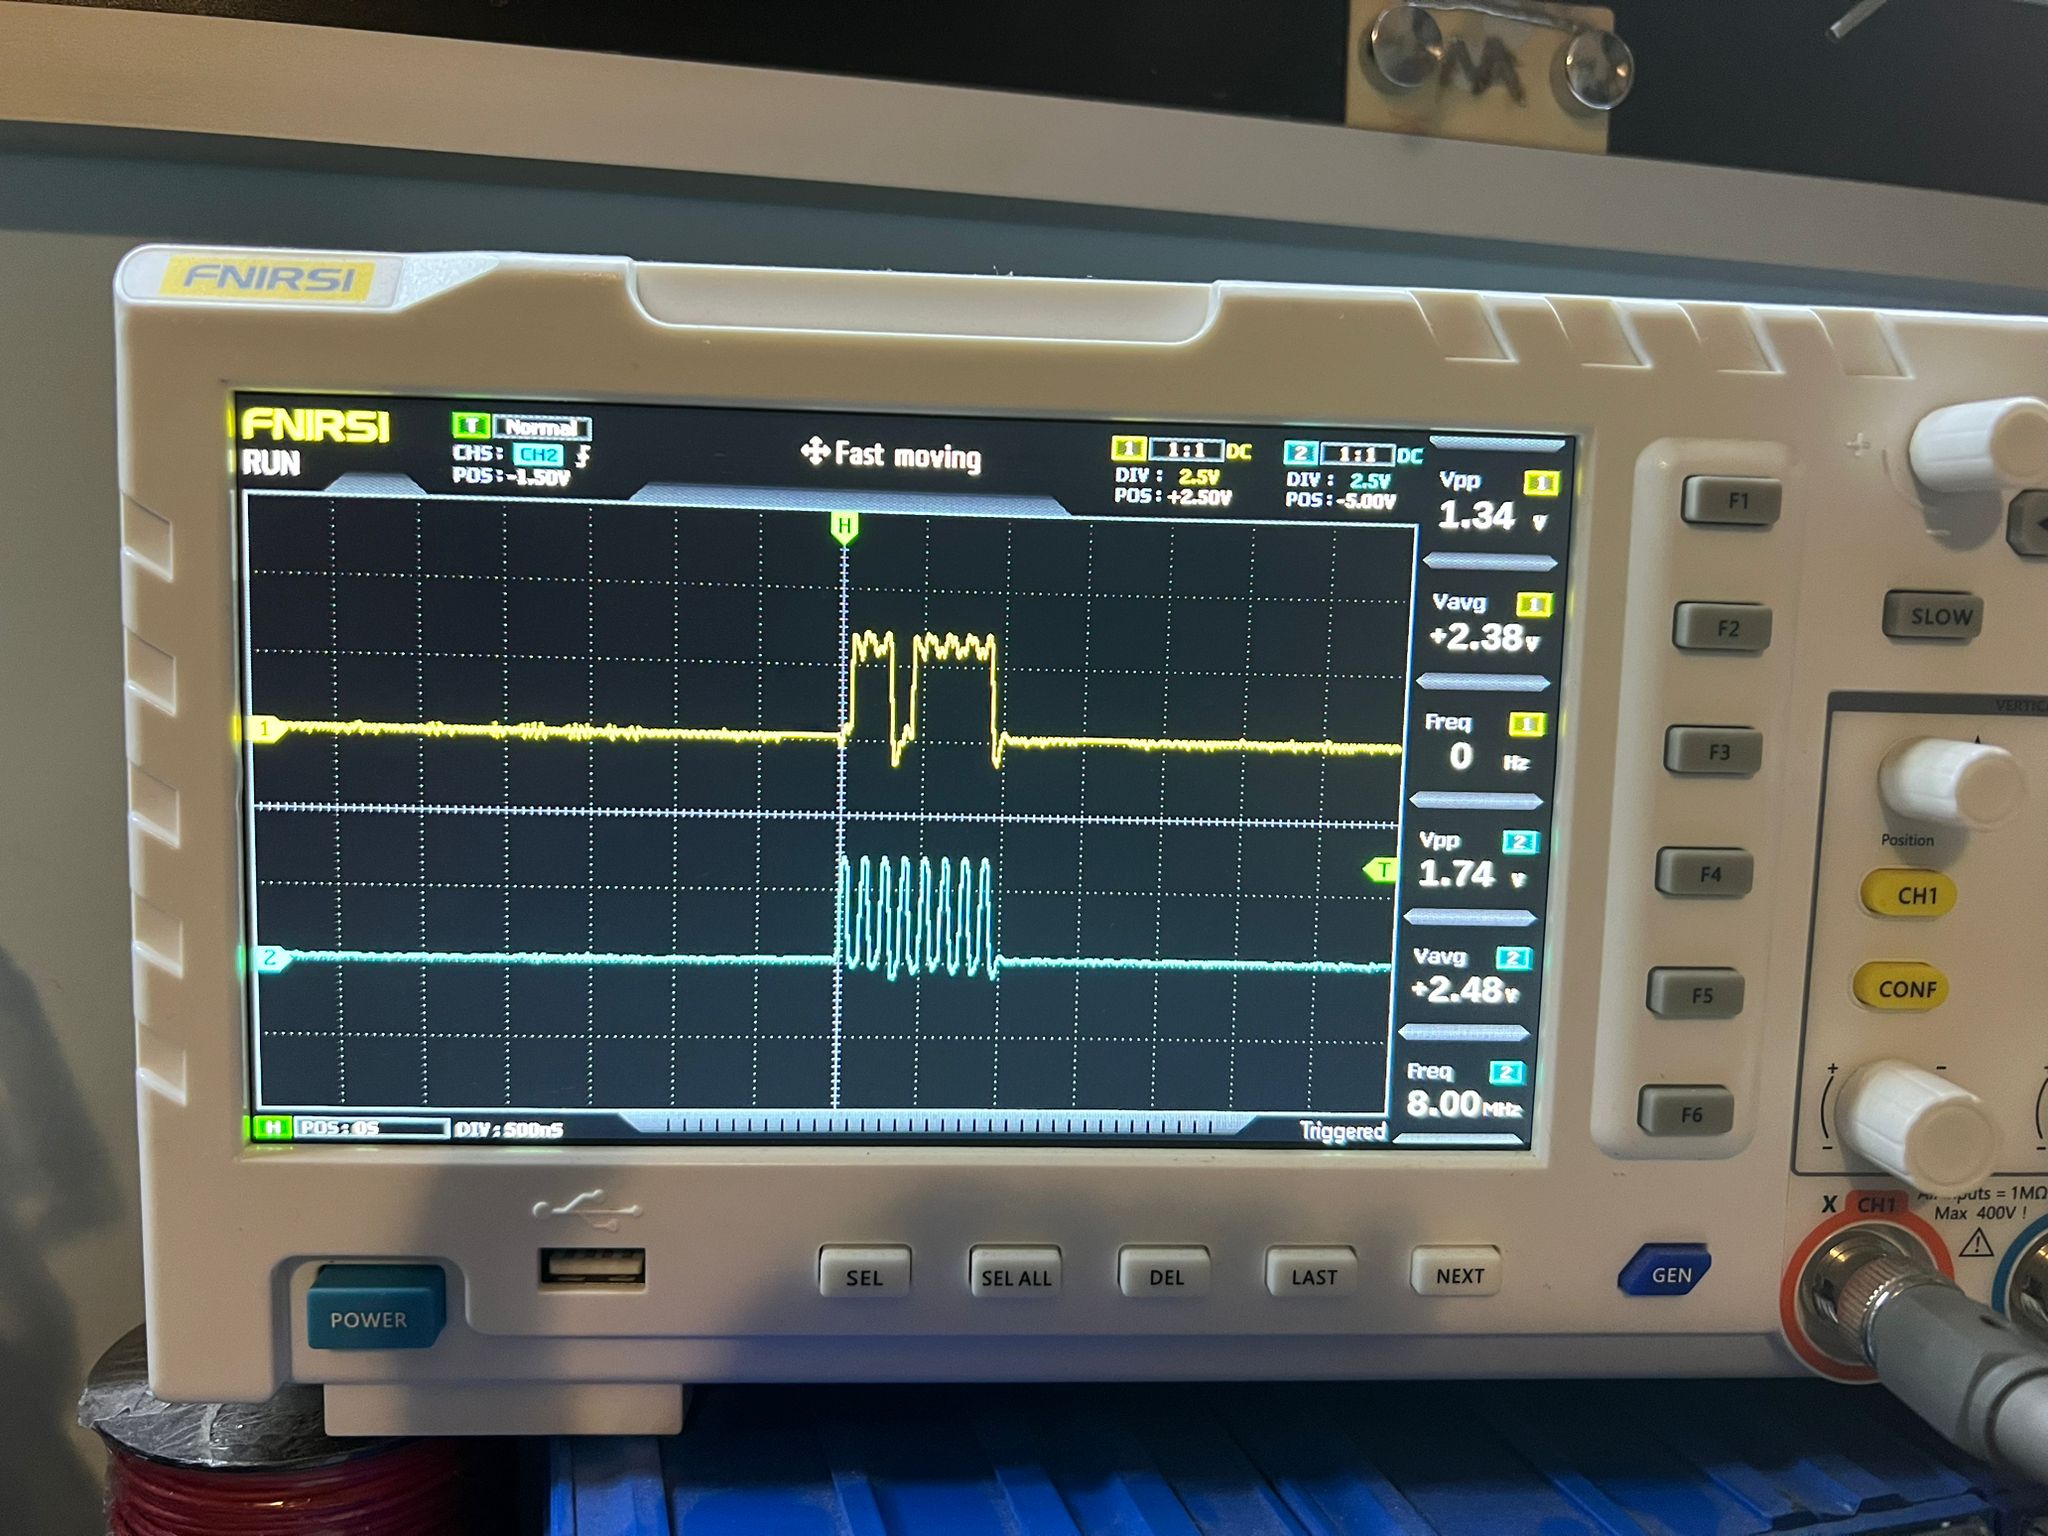 M
FNIRSI
FNIRSI
RUN
T Normal
CHS: CH2
POS:-1.50V
Fast moving
1 1:1 DC
DIV: 2.5V
POS:+2.50V
2 1:1 DC
DIV: 2.5V
POS:-5.00V
H
1
2
T
Vpp 1
1.34 V
Vavg 1
+2.38V
Freq 1
0 Hz
Vpp 2
1.74 V
Vavg 2
+2.48V
Freq 2
8.00MHz
H POS:0S DIV:500nS
Triggered
F1
F2
F3
F4
F5
F6
SLOW
Position
CH1
CONF
+ -
- -
X CH1
inputs = 1MΩ
Max 400V !
POWER
SEL
SEL ALL
DEL
LAST
NEXT
GEN